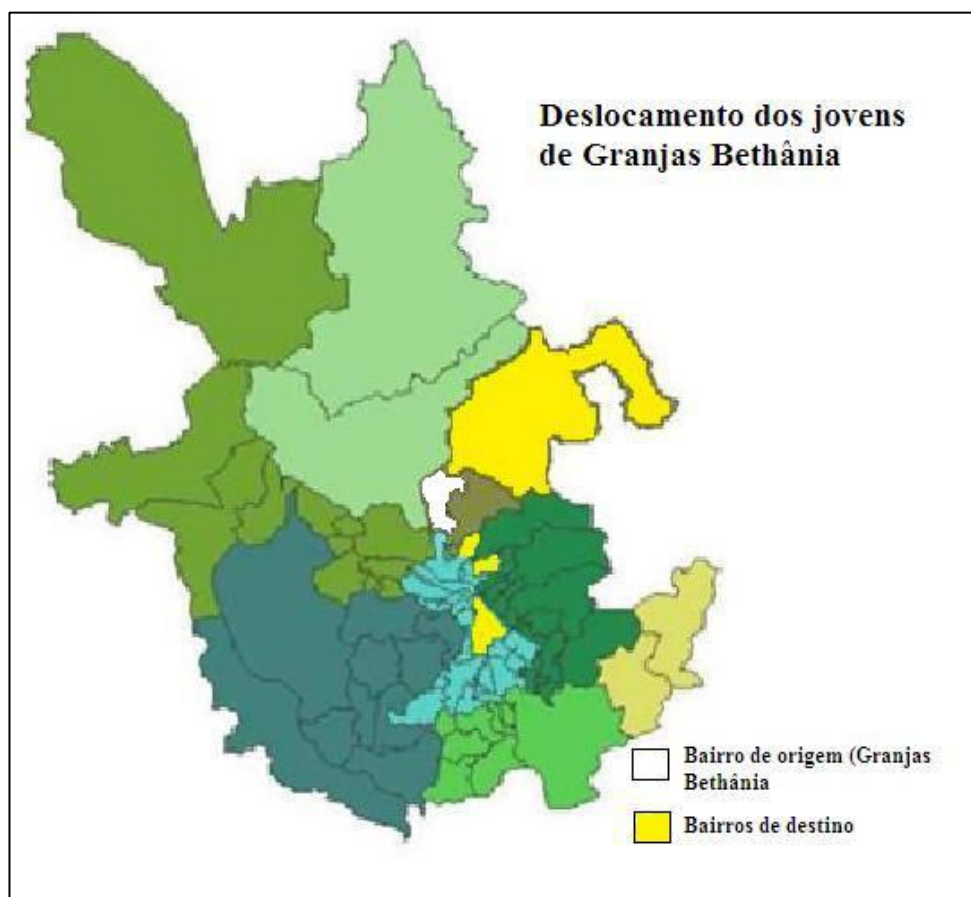 Deslocamento dos jovens
de Granjas Bethânia
Bairro de origem (Granjas
Bethânia
Bairros de destino